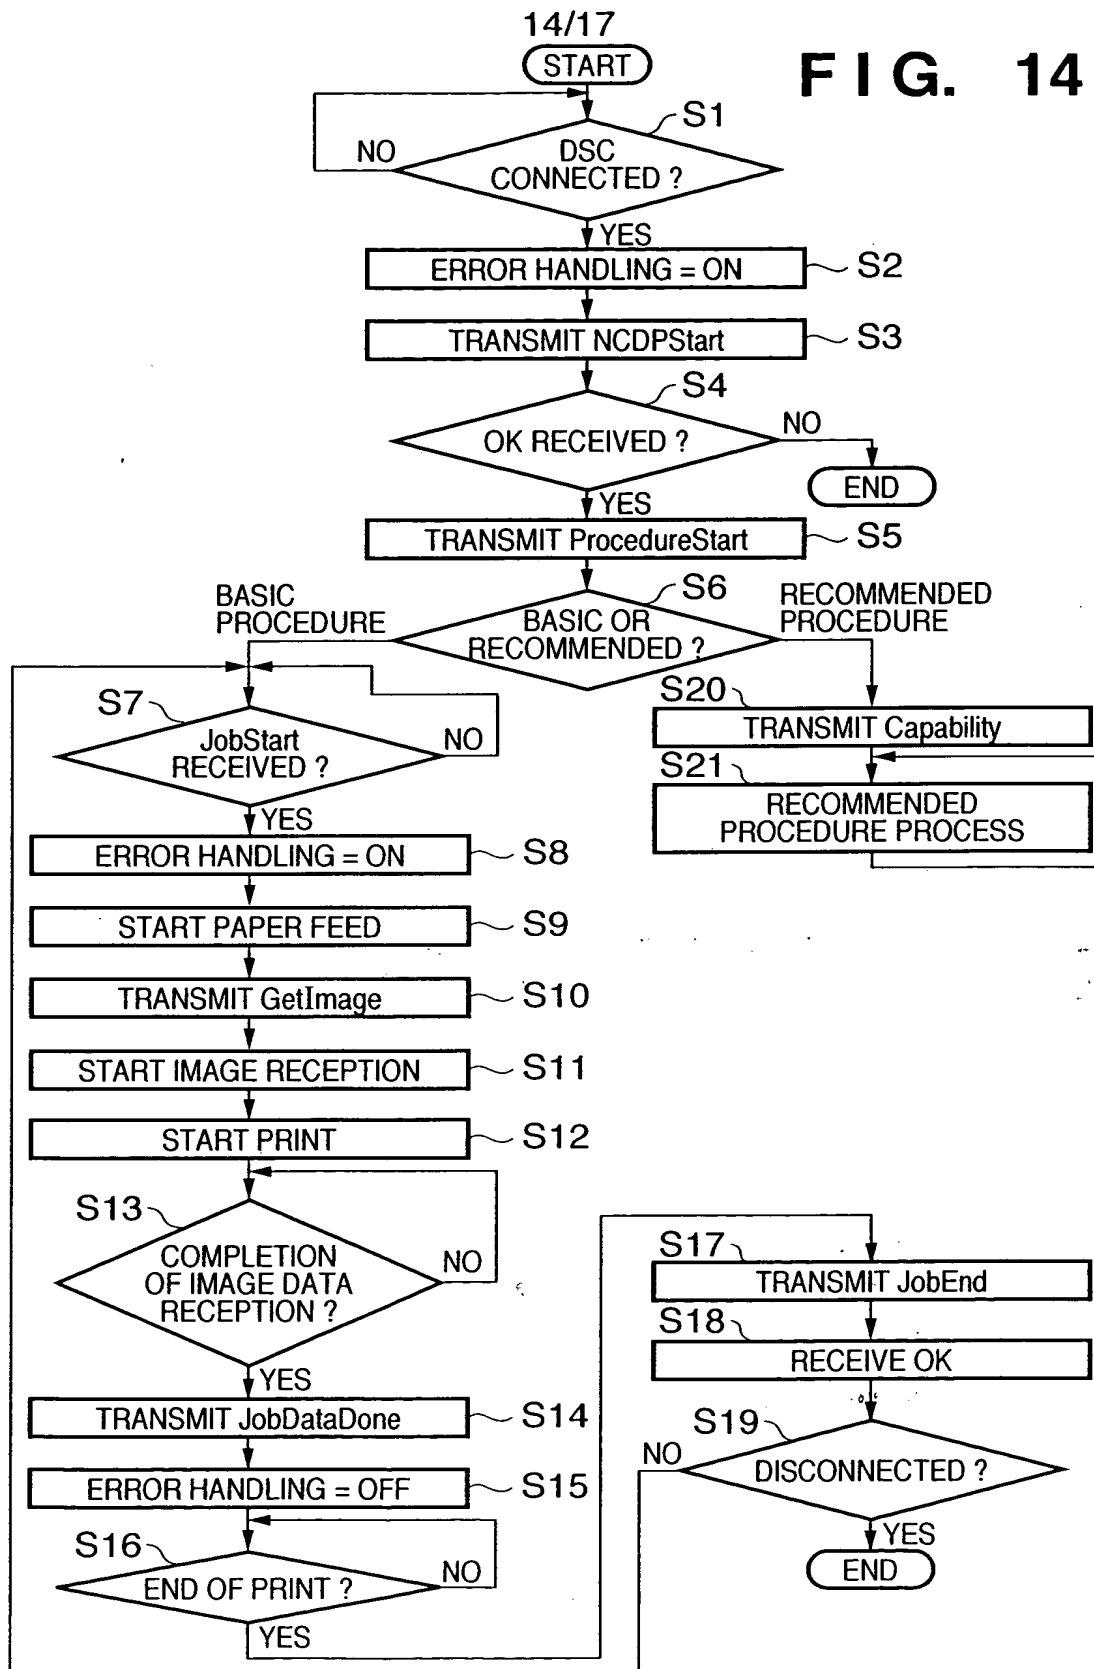 14/17
FIG. 14
START
S1
DSC
CONNECTED ?
NO
YES
ERROR HANDLING = ON
S2
TRANSMIT NCDPStart
S3
S4
OK RECEIVED ?
NO
END
YES
TRANSMIT ProcedureStart
S5
S6
BASIC OR
RECOMMENDED ?
BASIC
PROCEDURE
RECOMMENDED
PROCEDURE
S7
JobStart
RECEIVED ?
NO
YES
ERROR HANDLING = ON
S8
START PAPER FEED
S9
TRANSMIT GetImage
S10
START IMAGE RECEPTION
S11
START PRINT
S12
S13
COMPLETION
OF IMAGE DATA
RECEPTION ?
NO
YES
TRANSMIT JobDataDone
S14
ERROR HANDLING = OFF
S15
S16
END OF PRINT ?
NO
YES
S20
TRANSMIT Capability
S21
RECOMMENDED
PROCEDURE PROCESS
S17
TRANSMIT JobEnd
S18
RECEIVE OK
S19
DISCONNECTED ?
NO
YES
END